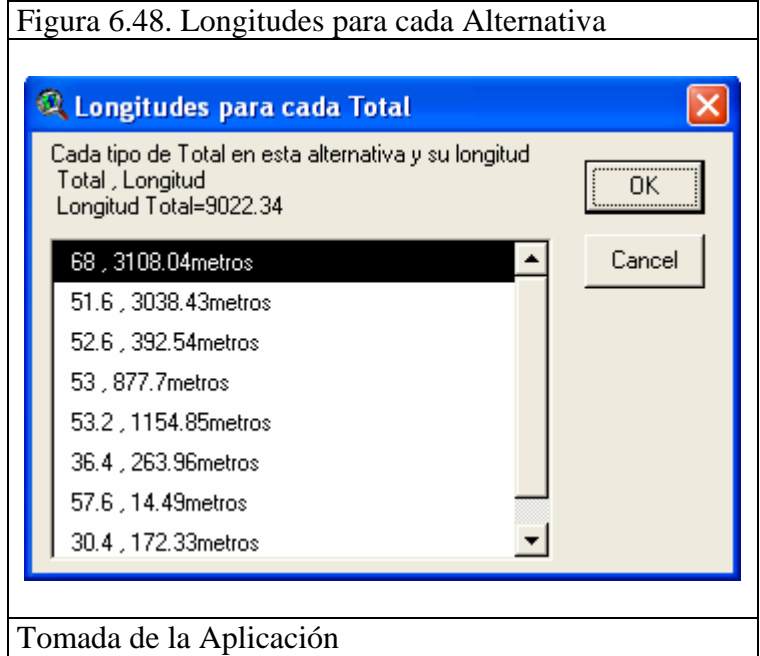 Figura 6.48. Longitudes para cada Alternativa
Longitudes para cada Total
Cada tipo de Total en esta alternativa y su longitud
Total , Longitud
Longitud Total=9022.34
OK
Cancel
68 , 3108.04metros
51.6 , 3038.43metros
52.6 , 392.54metros
53 , 877.7metros
53.2 , 1154.85metros
36.4 , 263.96metros
57.6 , 14.49metros
30.4 , 172.33metros
Tomada de la Aplicación